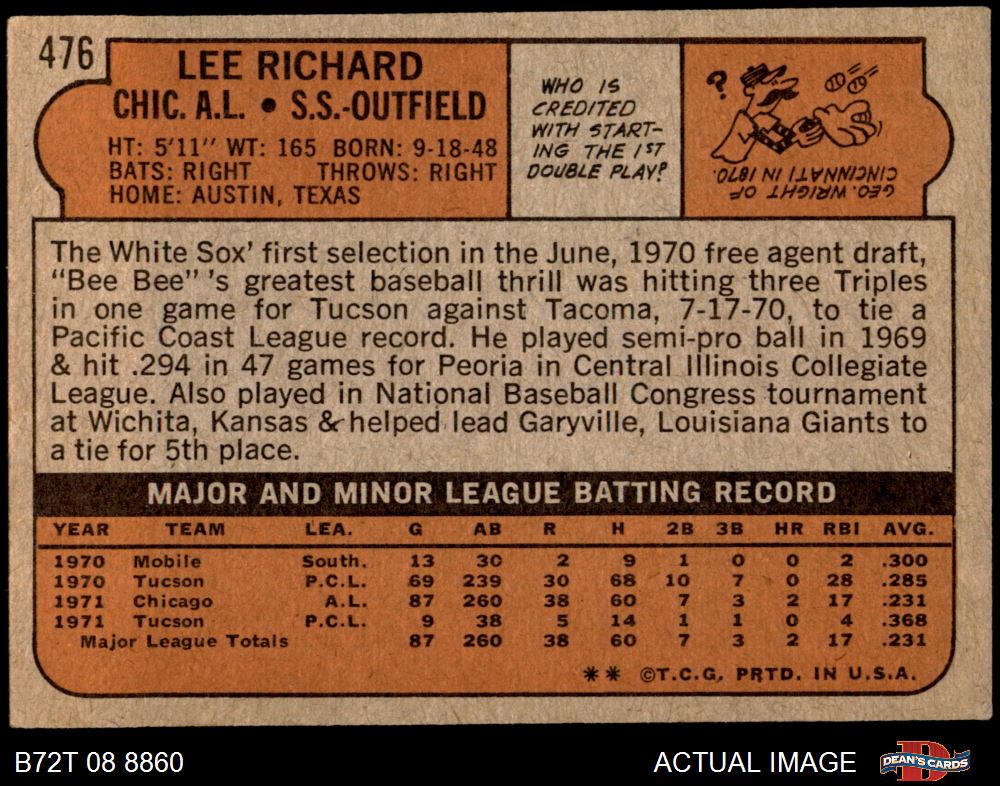 476
LEE RICHARD
CHIC. A.L. • S.S.-OUTFIELD
HT: 5'11" WT: 165 BORN: 9-18-48
BATS: RIGHT THROWS: RIGHT
HOME: AUSTIN, TEXAS
WHO IS
CREDITED
WITH START-
ING THE 1ST
DOUBLE PLAY?
?
GEO. WRIGHT OF
CINCINNATI IN 1870.
The White Sox' first selection in the June, 1970 free agent draft,
"Bee Bee" 's greatest baseball thrill was hitting three Triples
in one game for Tucson against Tacoma, 7-17-70, to tie a
Pacific Coast League record. He played semi-pro ball in 1969
& hit .294 in 47 games for Peoria in Central Illinois Collegiate
League. Also played in National Baseball Congress tournament
at Wichita, Kansas & helped lead Garyville, Louisiana Giants to
a tie for 5th place.
MAJOR AND MINOR LEAGUE BATTING RECORD
YEAR TEAM LEA. G AB R H 2B 3B HR RBI AVG.
1970 Mobile South. 13 30 2 9 1 0 0 2 .300
1970 Tucson P.C.L. 69 239 30 68 10 7 0 28 .285
1971 Chicago A.L. 87 260 38 60 7 3 2 17 .231
1971 Tucson P.C.L. 9 38 5 14 1 1 0 4 .368
Major League Totals 87 260 38 60 7 3 2 17 .231
** ©T.C.G. PRTD. IN U.S.A.
B72T 08 8860
ACTUAL IMAGE
D
DEAN'S CARDS